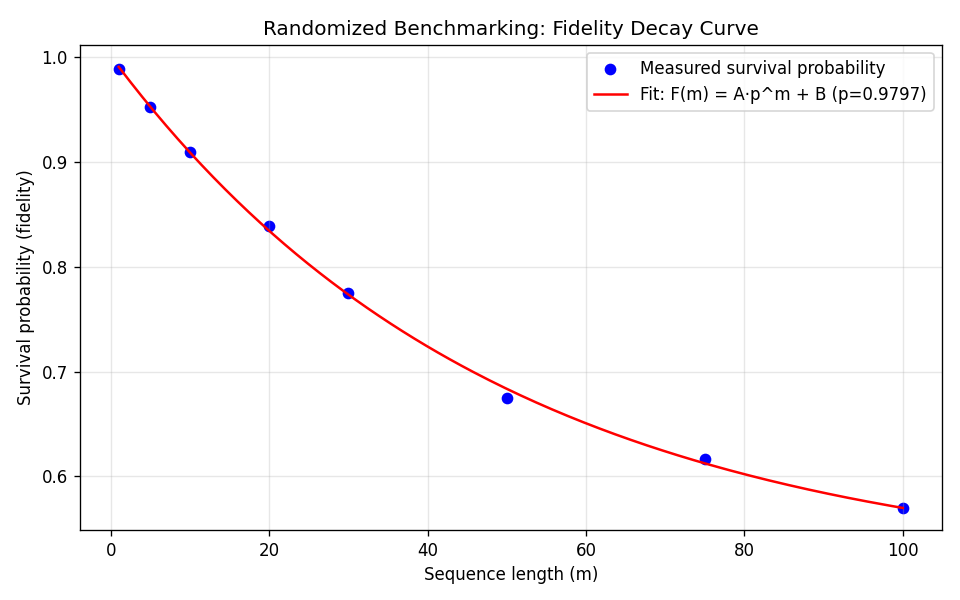 Randomized Benchmarking: Fidelity Decay Curve
Measured survival probability
Fit: F(m) = A·p^m + B (p=0.9797)
Survival probability (fidelity)
1.0
0.9
0.8
0.7
0.6
0 20 40 60 80 100
Sequence length (m)